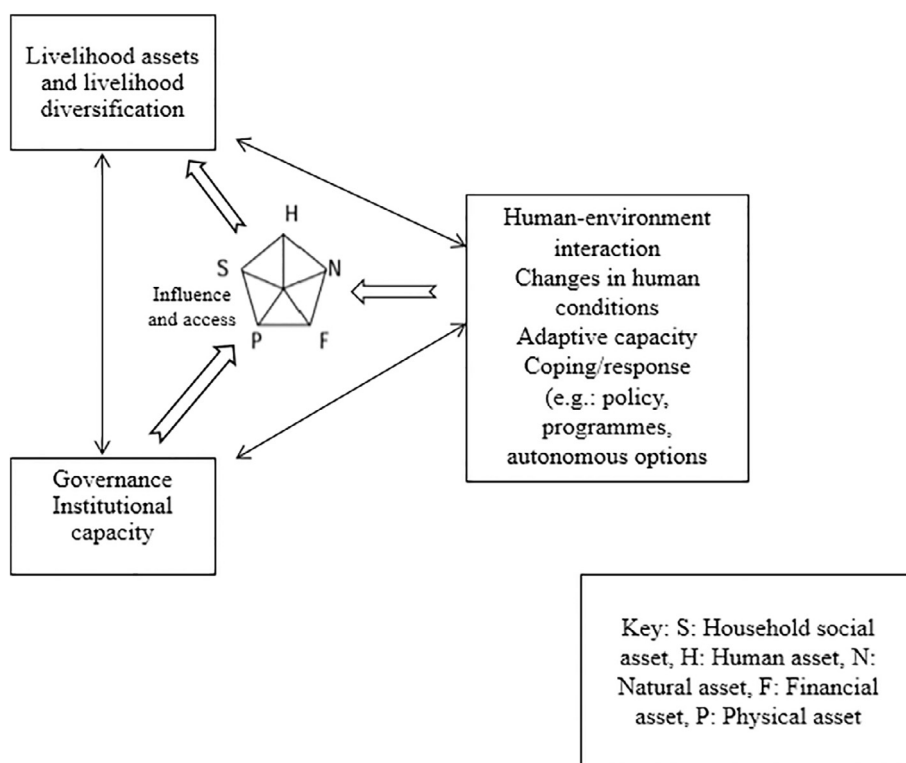 Livelihood assets
and livelihood
diversification
H
S
N
Influence
and access
P
F
Human-environment
interaction
Changes in human
conditions
Adaptive capacity
Coping/response
(e.g.: policy,
programmes,
autonomous options
Governance
Institutional
capacity
Key: S: Household social
asset, H: Human asset, N:
Natural asset, F: Financial
asset, P: Physical asset